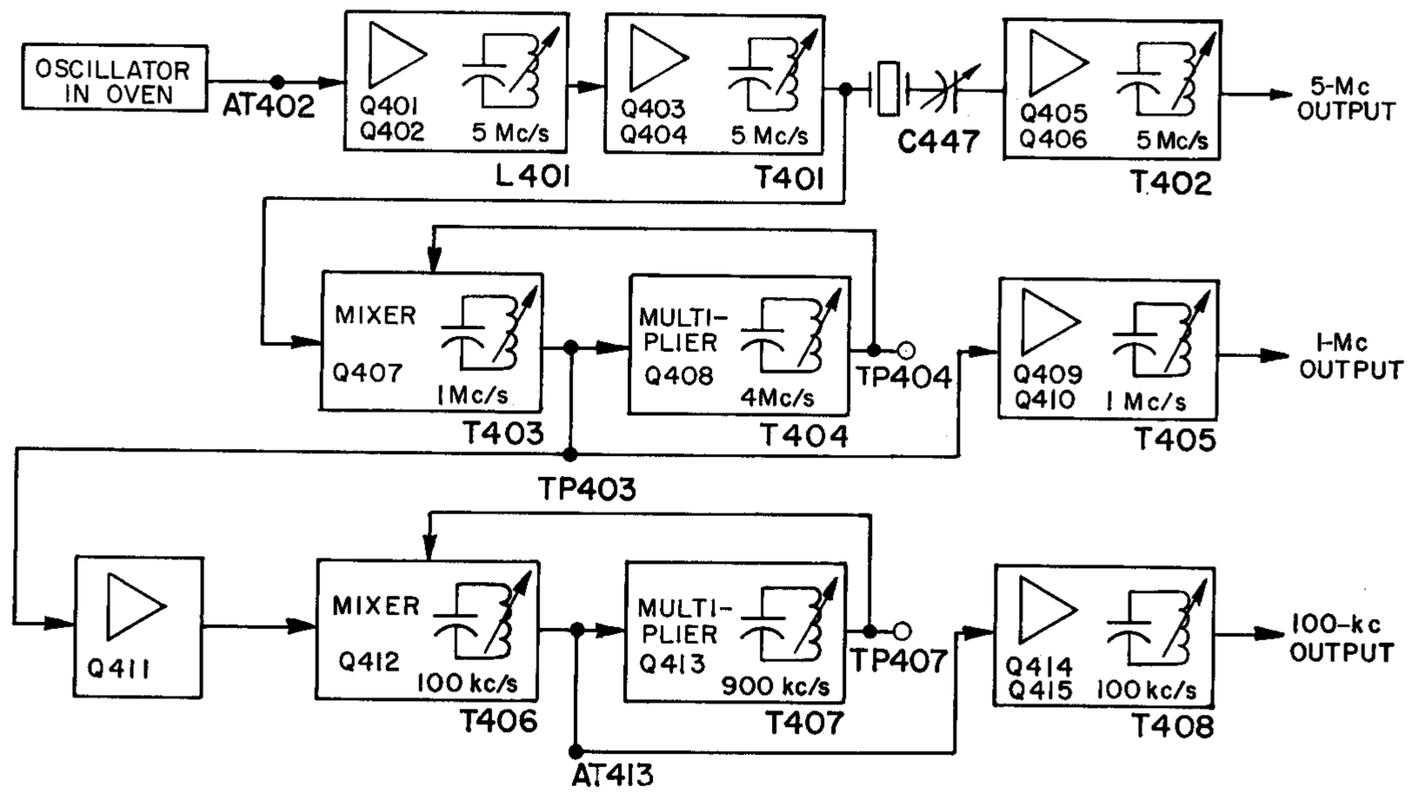 OSCILLATOR
IN OVEN
AT402
Q401
Q402
5 Mc/s
L401
Q403
Q404
5 Mc/s
T401
C447
Q405
Q406
5 Mc/s
T402
5-Mc
OUTPUT
MIXER
Q407
1 Mc/s
T403
MULTI-
PLIER
Q408
4Mc/s
T404
TP404
Q409
Q410
1 Mc/s
T405
1-Mc
OUTPUT
TP403
Q411
MIXER
Q412
100 kc/s
T406
MULTI-
PLIER
Q413
900 kc/s
T407
TP407
Q414
Q415
100 kc/s
T408
100-kc
OUTPUT
AT413